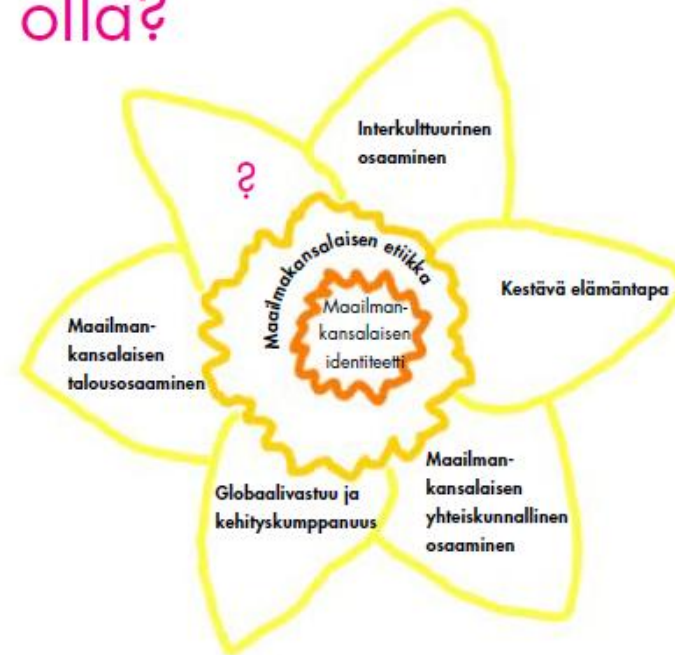 olla?
Interkulttuurinen
osaaminen
?
Maailmakansalaisen etiikka
Kestävä elämäntapa
Maailman-
kansalaisen
identiteetti
Maailman-
kansalaisen
talousosaaminen
Maailman-
kansalaisen
yhteiskunnallinen
osaaminen
Globaalivastuu ja
kehityskumppanuus